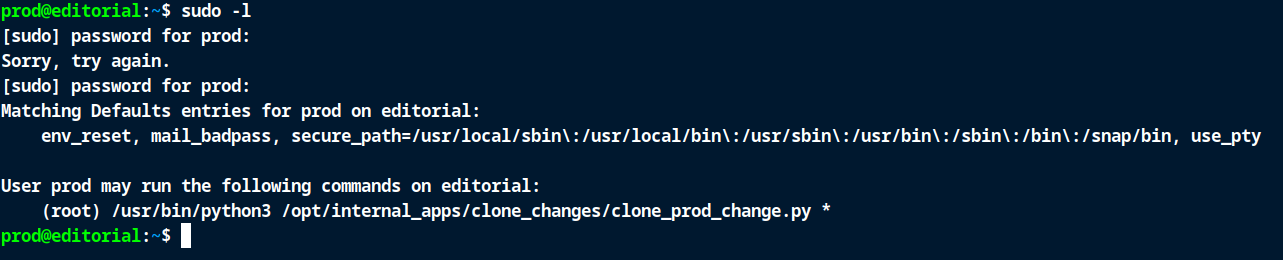 prod@editorial:~$ sudo -l
[sudo] password for prod:
Sorry, try again.
[sudo] password for prod:
Matching Defaults entries for prod on editorial:
    env_reset, mail_badpass, secure_path=/usr/local/sbin\:/usr/local/bin\:/usr/sbin\:/usr/bin\:/sbin\:/bin\:/snap/bin, use_pty

User prod may run the following commands on editorial:
    (root) /usr/bin/python3 /opt/internal_apps/clone_changes/clone_prod_change.py *
prod@editorial:~$